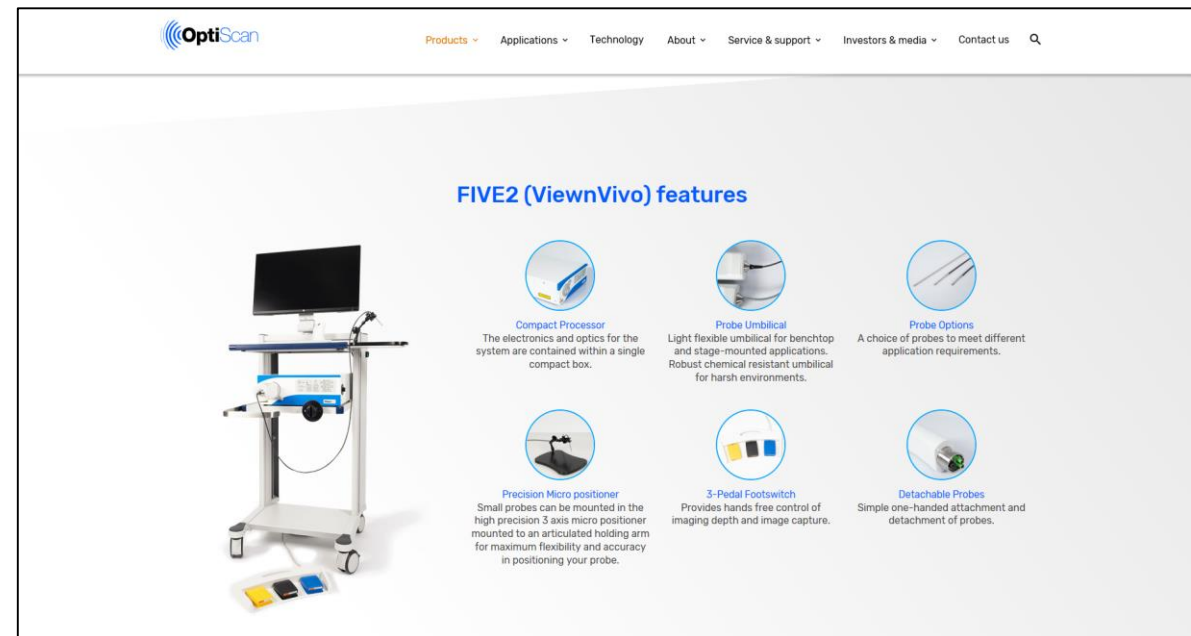 OptiScan
Products Applications Technology About Service & support Investors & media Contact us
FIVE2 (ViewnVivo) features
Compact Processor
The electronics and optics for the
system are contained within a single
compact box.
Probe Umbilical
Light flexible umbilical for benchtop
and stage-mounted applications.
Robust chemical resistant umbilical
for harsh environments.
Probe Options
A choice of probes to meet different
application requirements.
Precision Micro positioner
Small probes can be mounted in the
high precision 3 axis micro positioner
mounted to an articulated holding arm
for maximum flexibility and accuracy
in positioning your probe.
3-Pedal Footswitch
Provides hands free control of
imaging depth and image capture.
Detachable Probes
Simple one-handed attachment and
detachment of probes.